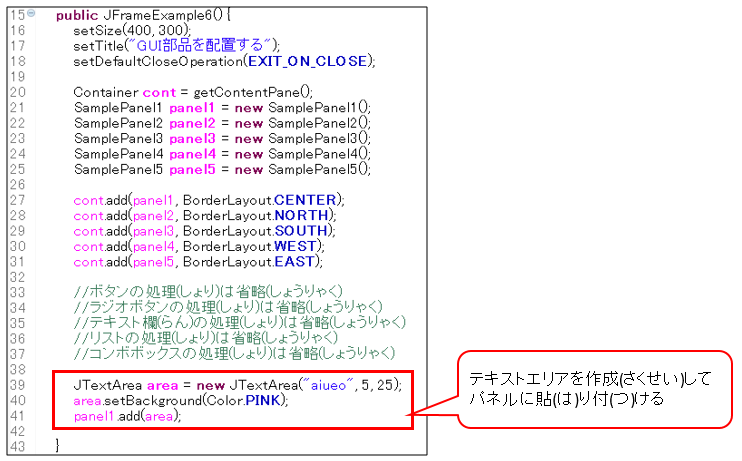 15 public JFrameExample6() {
16 setSize(400, 300);
17 setTitle("GUI部品を配置する");
18 setDefaultCloseOperation(EXIT_ON_CLOSE);
19
20 Container cont = getContentPane();
21 SamplePanel1 panel1 = new SamplePanel1();
22 SamplePanel2 panel2 = new SamplePanel2();
23 SamplePanel3 panel3 = new SamplePanel3();
24 SamplePanel4 panel4 = new SamplePanel4();
25 SamplePanel5 panel5 = new SamplePanel5();
26
27 cont.add(panel1, BorderLayout.CENTER);
28 cont.add(panel2, BorderLayout.NORTH);
29 cont.add(panel3, BorderLayout.SOUTH);
30 cont.add(panel4, BorderLayout.WEST);
31 cont.add(panel5, BorderLayout.EAST);
32
33 //ボタンの処理(しょり)は省略(しょうりゃく)
34 //ラジオボタンの処理(しょり)は省略(しょうりゃく)
35 //テキスト欄(らん)の処理(しょり)は省略(しょうりゃく)
36 //リストの処理(しょり)は省略(しょうりゃく)
37 //コンボボックスの処理(しょり)は省略(しょうりゃく)
38
39 JTextArea area = new JTextArea("aiueo", 5, 25);
40 area.setBackground(Color.PINK);
41 panel1.add(area);
42
43 }
テキストエリアを作成(さくせい)して
パネルに貼(は)り付(つ)ける